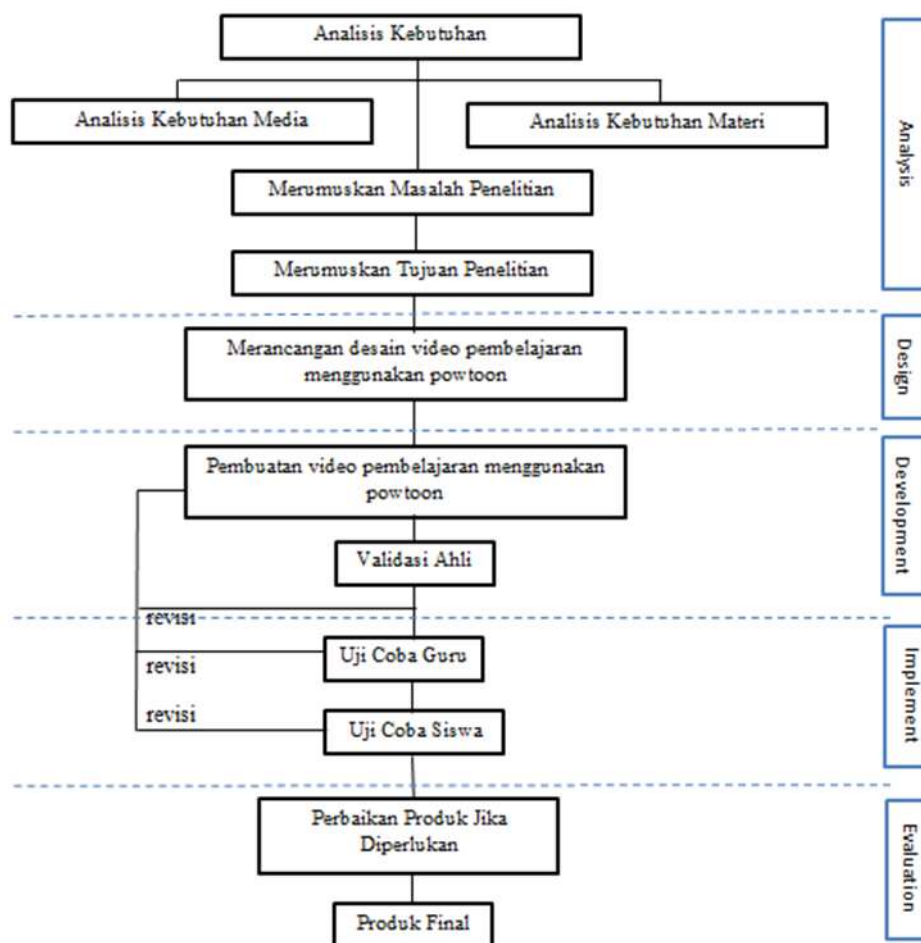 Analisis Kebutuhan
Analisis Kebutuhan Media
Analisis Kebutuhan Materi
Merumuskan Masalah Penelitian
Merumuskan Tujuan Penelitian
Analysis
Merancangan desain video pembelajaran
menggunakan powtoon
Design
Pembuatan video pembelajaran menggunakan
powtoon
Validasi Ahli
Development
revisi
Uji Coba Guru
revisi
revisi
Uji Coba Siswa
Implement
Perbaikan Produk Jika
Diperlukan
Produk Final
Evaluation